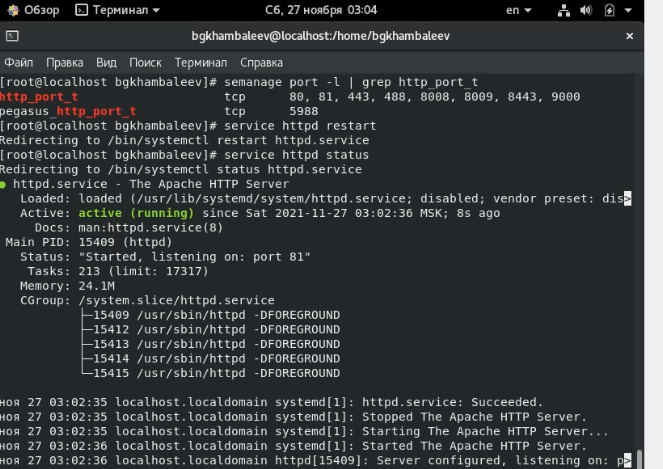 Обзор Терминал Сб, 27 ноября 03:04 en
bgkhambaleev@localhost:/home/bgkhambaleev ×
Файл Правка Вид Поиск Терминал Справка
[root@localhost bgkhambaleev]# semanage port -l | grep http_port_t
http_port_t tcp 80, 81, 443, 488, 8008, 8009, 8443, 9000
pegasus_http_port_t tcp 5988
[root@localhost bgkhambaleev]# service httpd restart
Redirecting to /bin/systemctl restart httpd.service
[root@localhost bgkhambaleev]# service httpd status
Redirecting to /bin/systemctl status httpd.service
● httpd.service - The Apache HTTP Server
Loaded: loaded (/usr/lib/systemd/system/httpd.service; disabled; vendor preset: dis>
Active: active (running) since Sat 2021-11-27 03:02:36 MSK; 8s ago
Docs: man:httpd.service(8)
Main PID: 15409 (httpd)
Status: "Started, listening on: port 81"
Tasks: 213 (limit: 17317)
Memory: 24.1M
CGroup: /system.slice/httpd.service
├─15409 /usr/sbin/httpd -DFOREGROUND
├─15412 /usr/sbin/httpd -DFOREGROUND
├─15413 /usr/sbin/httpd -DFOREGROUND
├─15414 /usr/sbin/httpd -DFOREGROUND
└─15415 /usr/sbin/httpd -DFOREGROUND
ноя 27 03:02:35 localhost.localdomain systemd[1]: httpd.service: Succeeded.
ноя 27 03:02:35 localhost.localdomain systemd[1]: Stopped The Apache HTTP Server.
ноя 27 03:02:35 localhost.localdomain systemd[1]: Starting The Apache HTTP Server...
ноя 27 03:02:36 localhost.localdomain systemd[1]: Started The Apache HTTP Server.
ноя 27 03:02:36 localhost.localdomain httpd[15409]: Server configured, listening on: p>